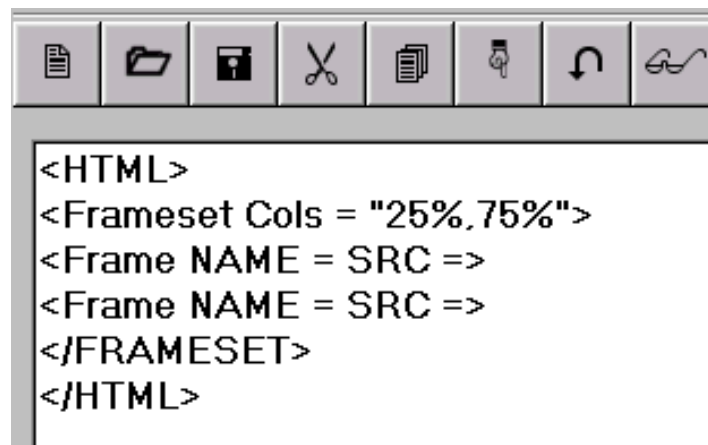 <HTML>
<Frameset Cols = "25%,75%">
<Frame NAME = SRC =>
<Frame NAME = SRC =>
</FRAMESET>
</HTML>